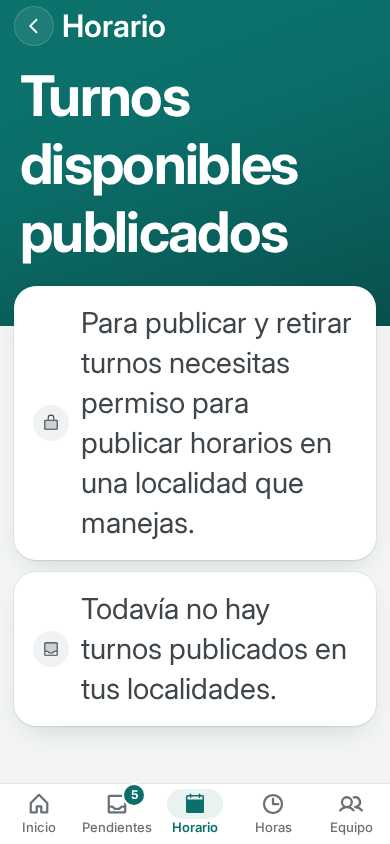 Horario
Turnos
disponibles
publicados
Para publicar y retirar
turnos necesitas
permiso para
publicar horarios en
una localidad que
manejas.
Todavía no hay
turnos publicados en
tus localidades.
5
Inicio
Pendientes
Horario
Horas
Equipo